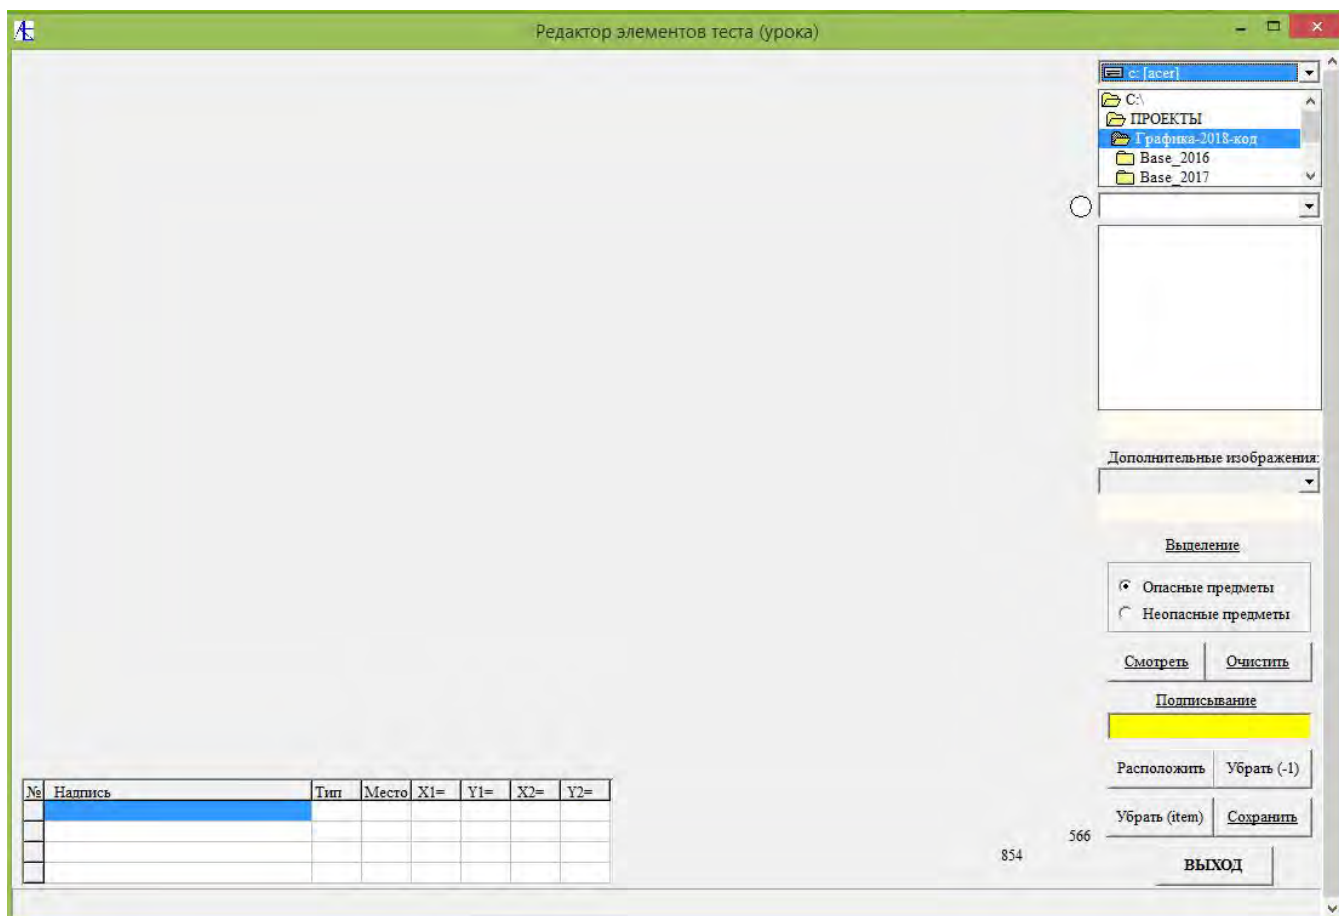 Редактор элементов теста (урока)
c: [acer]
C:\
ПРОЕКТЫ
Графика-2018-код
Base_2016
Base_2017
Дополнительные изображения:
Выделение
Опасные предметы
Неопасные предметы
Смотреть Очистить
Подписывание
Расположить Убрать (-1)
№ Надпись Тип Место X1= Y1= X2= Y2=
Убрать (item) Сохранить
566
854
ВЫХОД